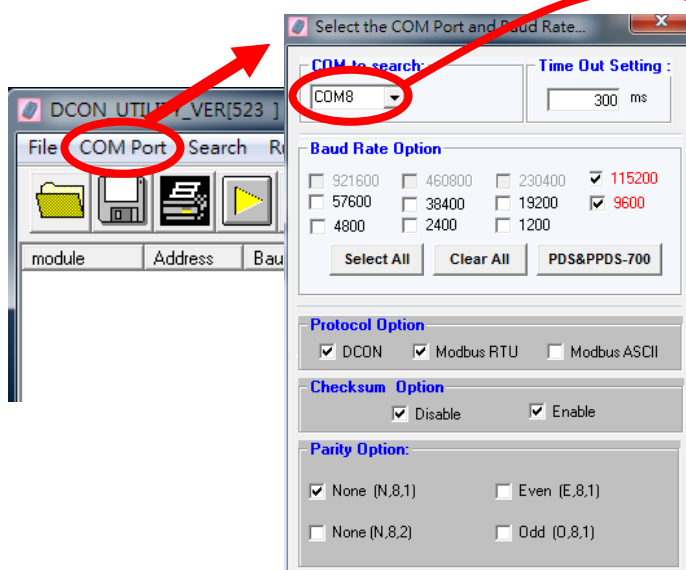 DCON UTILITY_VER[523 ]
File COM Port Search
module Address
Select the COM Port and Baud Rate...
COM to search:
COM8
Time Out Setting :
300 ms
Baud Rate Option
921600 460800 230400 115200
57600 38400 19200 9600
4800 2400 1200
Select All Clear All PDS&PPDS-700
Protocol Option
DCON Modbus RTU Modbus ASCII
Checksum Option
Disable Enable
Parity Option:
None (N,8,1) Even (E,8,1)
None (N,8,2) Odd (O,8,1)